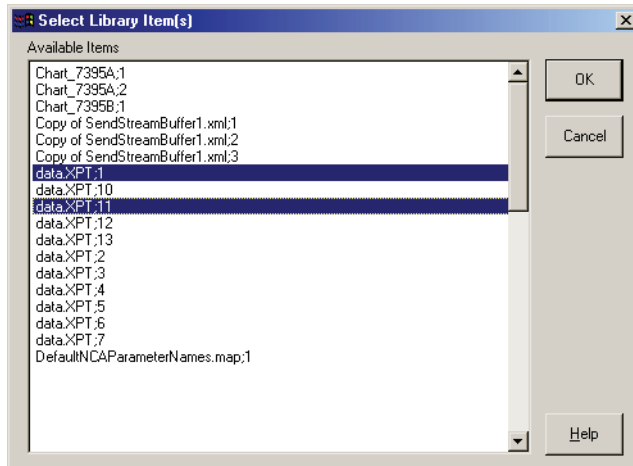 Select Library Item(s)
Available Items
Chart_7395A;1
Chart_7395A;2
Chart_7395B;1
Copy of SendStreamBuffer1.xml;1
Copy of SendStreamBuffer1.xml;2
Copy of SendStreamBuffer1.xml;3
data.XPT;1
data.XPT;10
data.XPT;11
data.XPT;12
data.XPT;13
data.XPT;2
data.XPT;3
data.XPT;4
data.XPT;5
data.XPT;6
data.XPT;7
DefaultNCAParameterNames.map;1
OK
Cancel
Help